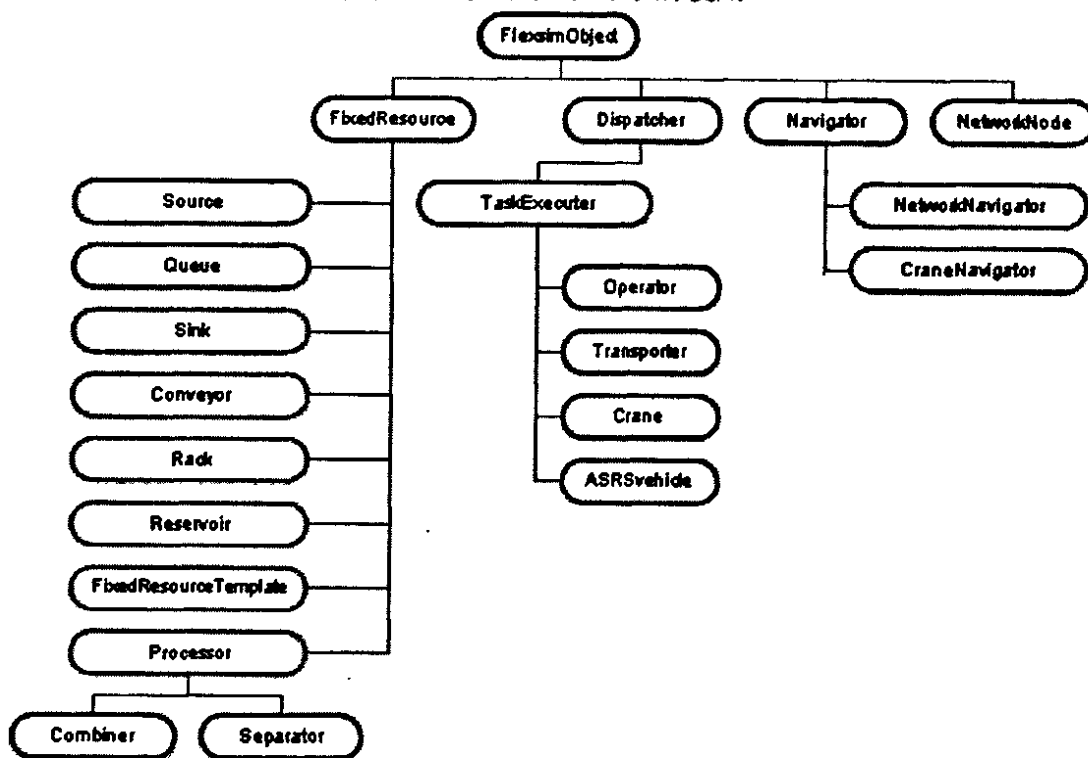 FlexsimObject
FixedResource
Dispatcher
Navigator
NetworkNode
Source
TaskExecuter
NetworkNavigator
Queue
CraneNavigator
Operator
Sink
Transporter
Conveyor
Crane
Rack
ASRSvehicle
Reservoir
FixedResourceTemplate
Processor
Combiner
Separator